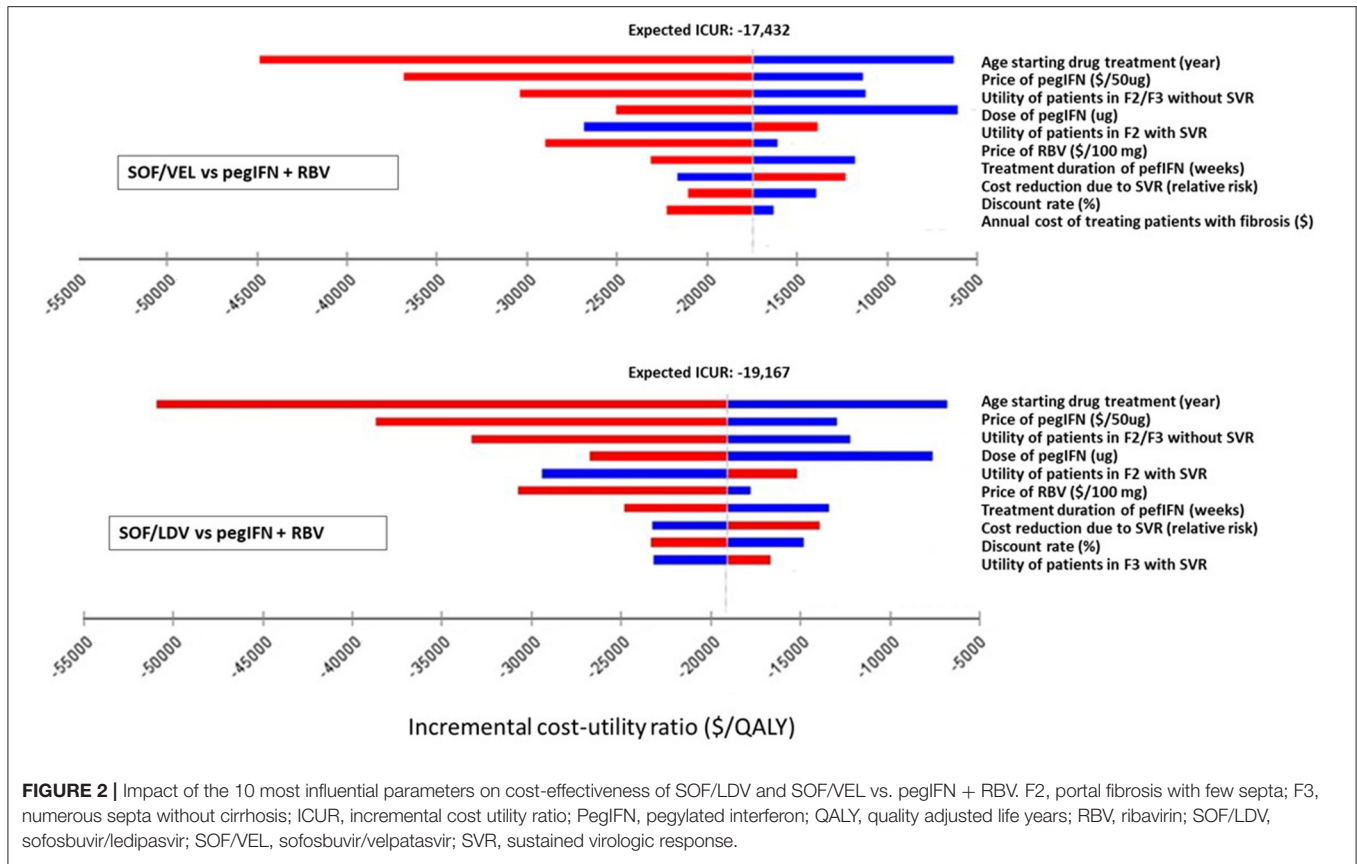 Expected ICUR: -17,432
Age starting drug treatment (year)
Price of pegIFN ($/50ug)
Utility of patients in F2/F3 without SVR
Dose of pegIFN (ug)
Utility of patients in F2 with SVR
Price of RBV ($/100 mg)
Treatment duration of pefIFN (weeks)
Cost reduction due to SVR (relative risk)
Discount rate (%)
Annual cost of treating patients with fibrosis ($)
SOF/VEL vs pegIFN + RBV
-55000
-50000
-45000
-40000
-35000
-30000
-25000
-20000
-15000
-10000
-5000
Expected ICUR: -19,167
Age starting drug treatment (year)
Price of pegIFN ($/50ug)
Utility of patients in F2/F3 without SVR
Dose of pegIFN (ug)
Utility of patients in F2 with SVR
Price of RBV ($/100 mg)
Treatment duration of pefIFN (weeks)
Cost reduction due to SVR (relative risk)
Discount rate (%)
Utility of patients in F3 with SVR
SOF/LDV vs pegIFN + RBV
-55000
-50000
-45000
-40000
-35000
-30000
-25000
-20000
-15000
-10000
-5000
Incremental cost-utility ratio ($/QALY)
FIGURE 2 | Impact of the 10 most influential parameters on cost-effectiveness of SOF/LDV and SOF/VEL vs. pegIFN + RBV. F2, portal fibrosis with few septa; F3,
numerous septa without cirrhosis; ICUR, incremental cost utility ratio; PegIFN, pegylated interferon; QALY, quality adjusted life years; RBV, ribavirin; SOF/LDV,
sofosbuvir/ledipasvir; SOF/VEL, sofosbuvir/velpatasvir; SVR, sustained virologic response.